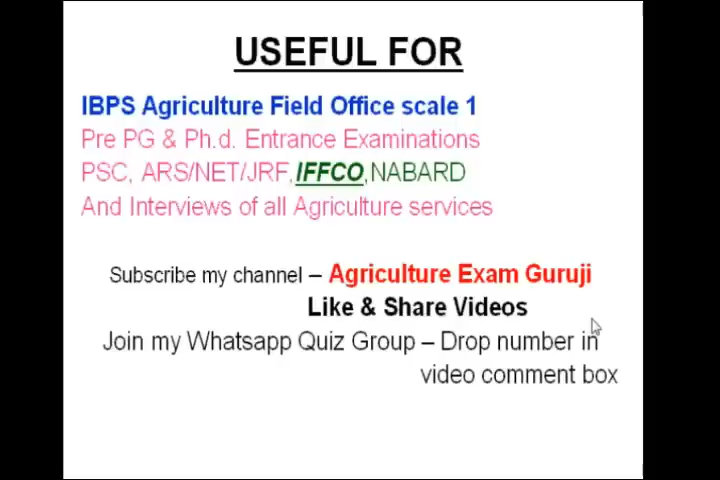 USEFUL FOR
IBPS Agriculture Field Office scale 1
Pre PG & Ph.d. Entrance Examinations
PSC, ARS/NET/JRF,IFFCO,NABARD
And Interviews of all Agriculture services
Subscribe my channel – Agriculture Exam Guruji
Like & Share Videos
Join my Whatsapp Quiz Group – Drop number in
video comment box